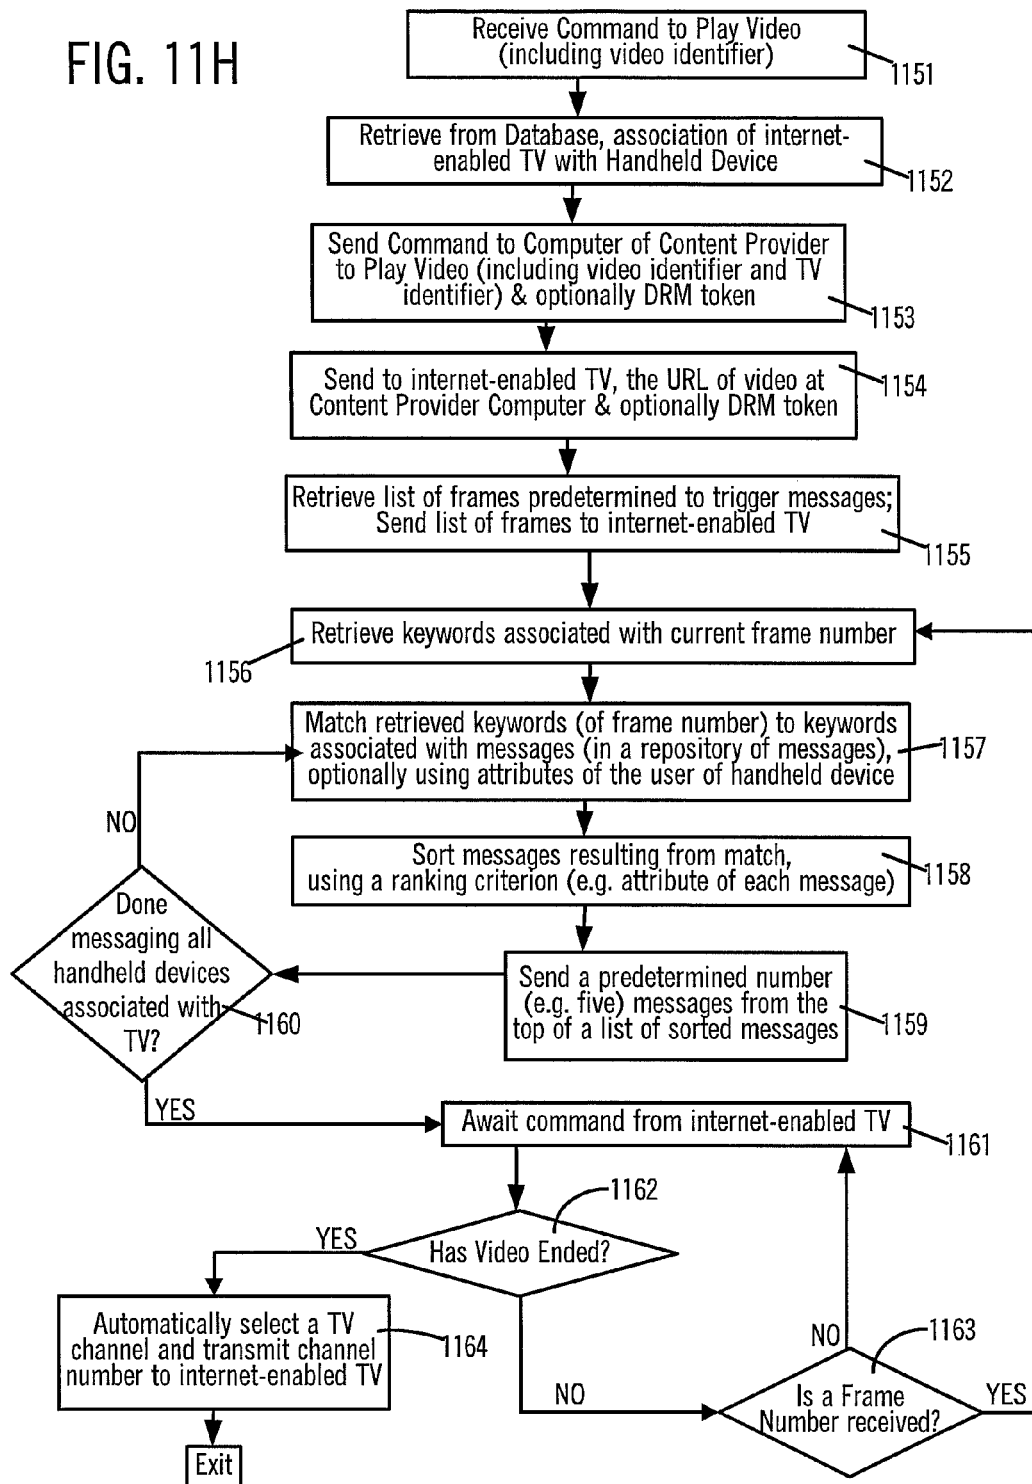 FIG. 11H
Receive Command to Play Video
(including video identifier)
1151
Retrieve from Database, association of internet-
enabled TV with Handheld Device
1152
Send Command to Computer of Content Provider
to Play Video (including video identifier and TV
identifier) & optionally DRM token
1153
Send to internet-enabled TV, the URL of video at
Content Provider Computer & optionally DRM token
1154
Retrieve list of frames predetermined to trigger messages;
Send list of frames to internet-enabled TV
1155
Retrieve keywords associated with current frame number
1156
Match retrieved keywords (of frame number) to keywords
associated with messages (in a repository of messages),
optionally using attributes of the user of handheld device
1157
NO
Sort messages resulting from match,
using a ranking criterion (e.g. attribute of each message)
1158
Done
messaging all
handheld devices
associated with
TV?
1160
Send a predetermined number
(e.g. five) messages from the
top of a list of sorted messages
1159
YES
Await command from internet-enabled TV
1161
1162
YES
Has Video Ended?
Automatically select a TV
channel and transmit channel
number to internet-enabled TV
1164
NO
NO
1163
Is a Frame
Number received?
YES
Exit